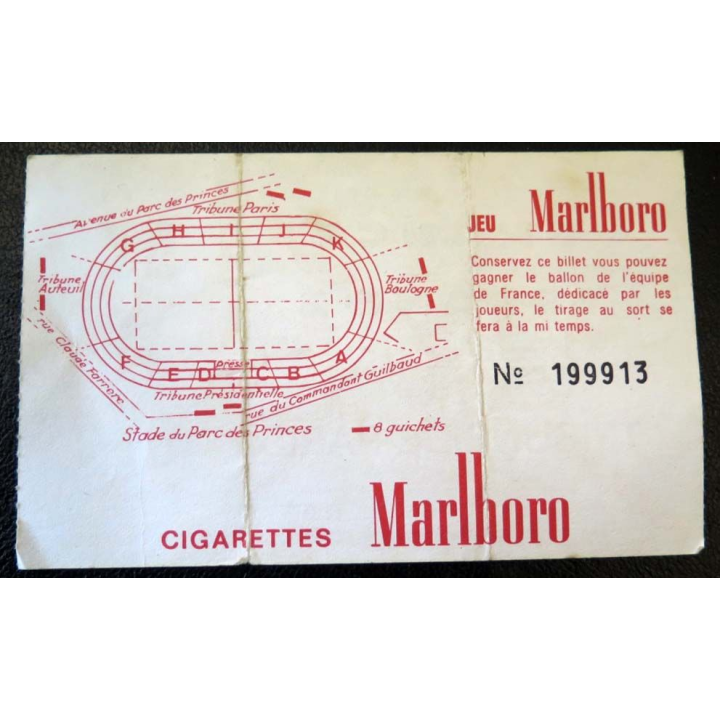 Avenue du Parc des Princes
Tribune Paris
G H I J K
Tribune
Auteuil
Tribune
Boulogne
F E D presse C B A
Tribune Présidentielle
rue Claude Farrère
rue du Commandant Guilbaud
Stade du Parc des Princes
8 guichets
CIGARETTES Marlboro
JEU Marlboro
Conservez ce billet vous pouvez
gagner le ballon de l'équipe
de France, dédicacé par les
joueurs, le tirage au sort se
fera à la mi temps.
Nº 199913